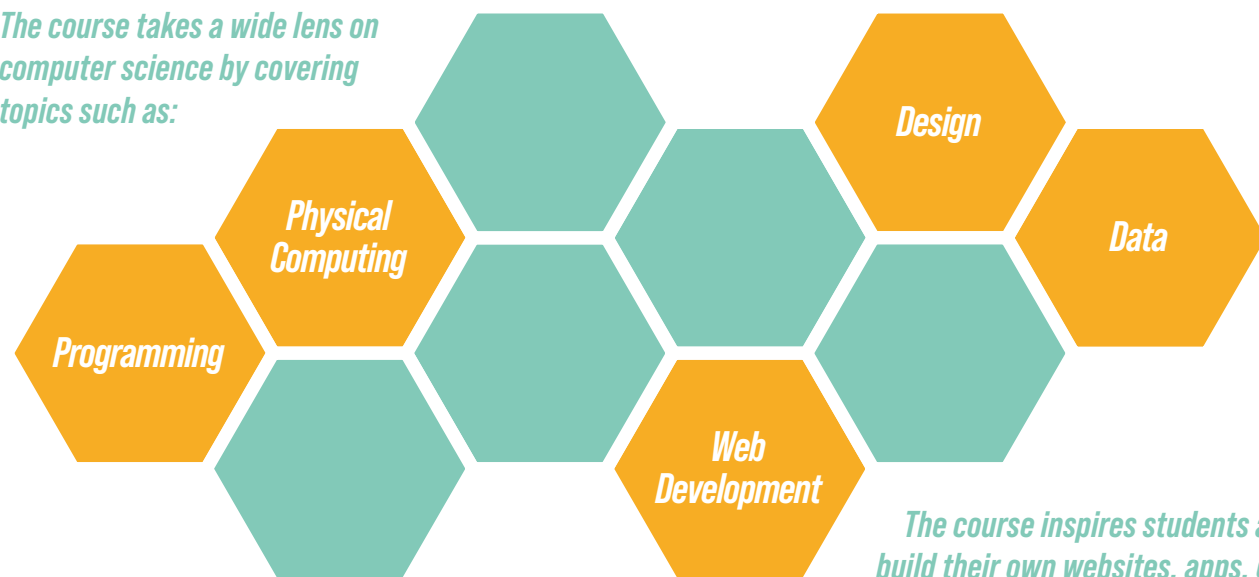 The course takes a wide lens on
computer science by covering
topics such as:
Design
Physical
Computing
Data
Programming
Web
Development
The course inspires students
build their own websites, apps,